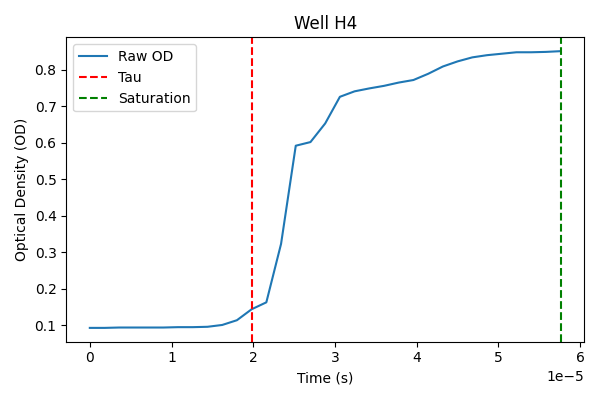 Well H4
Raw OD
Tau
Saturation
Optical Density (OD)
0.8
0.7
0.6
0.5
0.4
0.3
0.2
0.1
0 1 2 3 4 5 6
1e−5
Time (s)